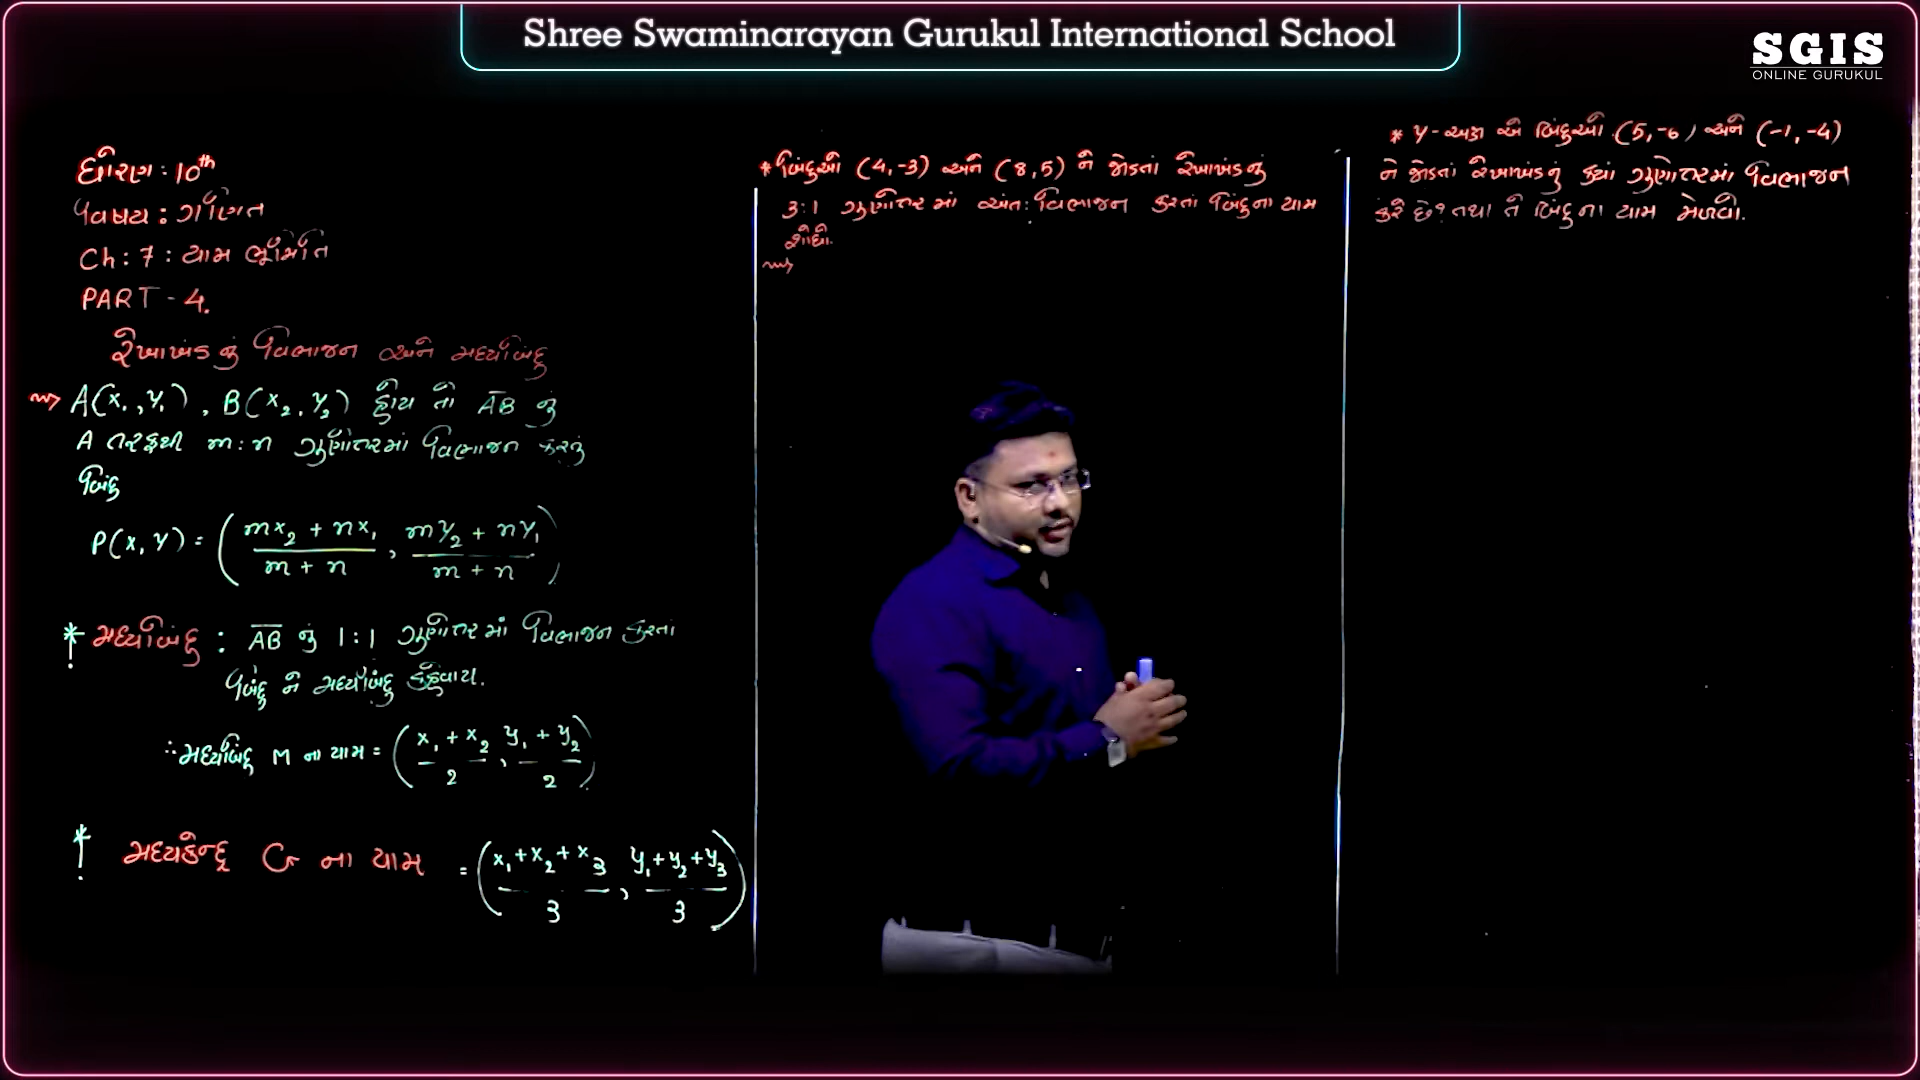 Shree Swaminarayan Gurukul International School
SGIS
ONLINE GURUKUL
ધોરણ : 10th
વિષય : ગણિત
Ch : 7 : યામ ભૂમિતિ
PART - 4.
રેખાખંડનું વિભાજન અને મધ્યબિંદુ
A(x₁, y₁) , B(x₂, y₂) હોય તો AB નું
A તરફથી m : n ગુણોત્તરમાં વિભાજન કરતું
બિંદુ
P(x, y) = ( mx₂ + nx₁ / m + n , my₂ + ny₁ / m + n )
* મધ્યબિંદુ : AB નું 1 : 1 ગુણોત્તરમાં વિભાજન કરતાં
બિંદુ ને મધ્યબિંદુ કહેવાય.
∴ મધ્યબિંદુ M ના યામ = ( x₁ + x₂ / 2 , y₁ + y₂ / 2 )
* મધ્યકેન્દ્ર G ના યામ = ( x₁ + x₂ + x₃ / 3 , y₁ + y₂ + y₃ / 3 )
* બિંદુઓ (4, -3) અને (8, 5) ને જોડતાં રેખાખંડનું
3 : 1 ગુણોત્તરમાં અંત: વિભાજન કરતાં બિંદુના યામ
શોધો.
* y - અક્ષ એ બિંદુઓ (5, -6) અને (-1, -4)
ને જોડતાં રેખાખંડનું ક્યાં ગુણોત્તરમાં વિભાજન
કરે છે? તથા તે બિંદુના યામ મેળવો.